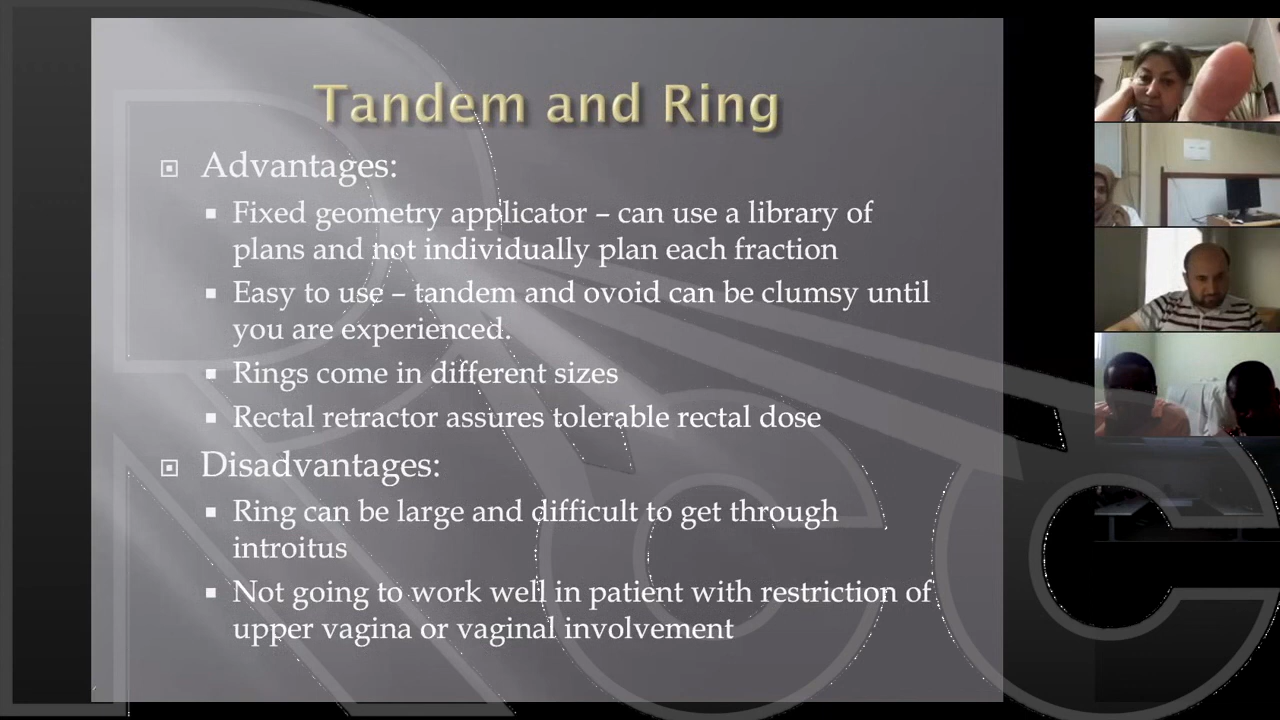 Tandem and Ring
Advantages:
Fixed geometry applicator – can use a library of
plans and not individually plan each fraction
Easy to use – tandem and ovoid can be clumsy until
you are experienced.
Rings come in different sizes
Rectal retractor assures tolerable rectal dose
Disadvantages:
Ring can be large and difficult to get through
introitus
Not going to work well in patient with restriction of
upper vagina or vaginal involvement